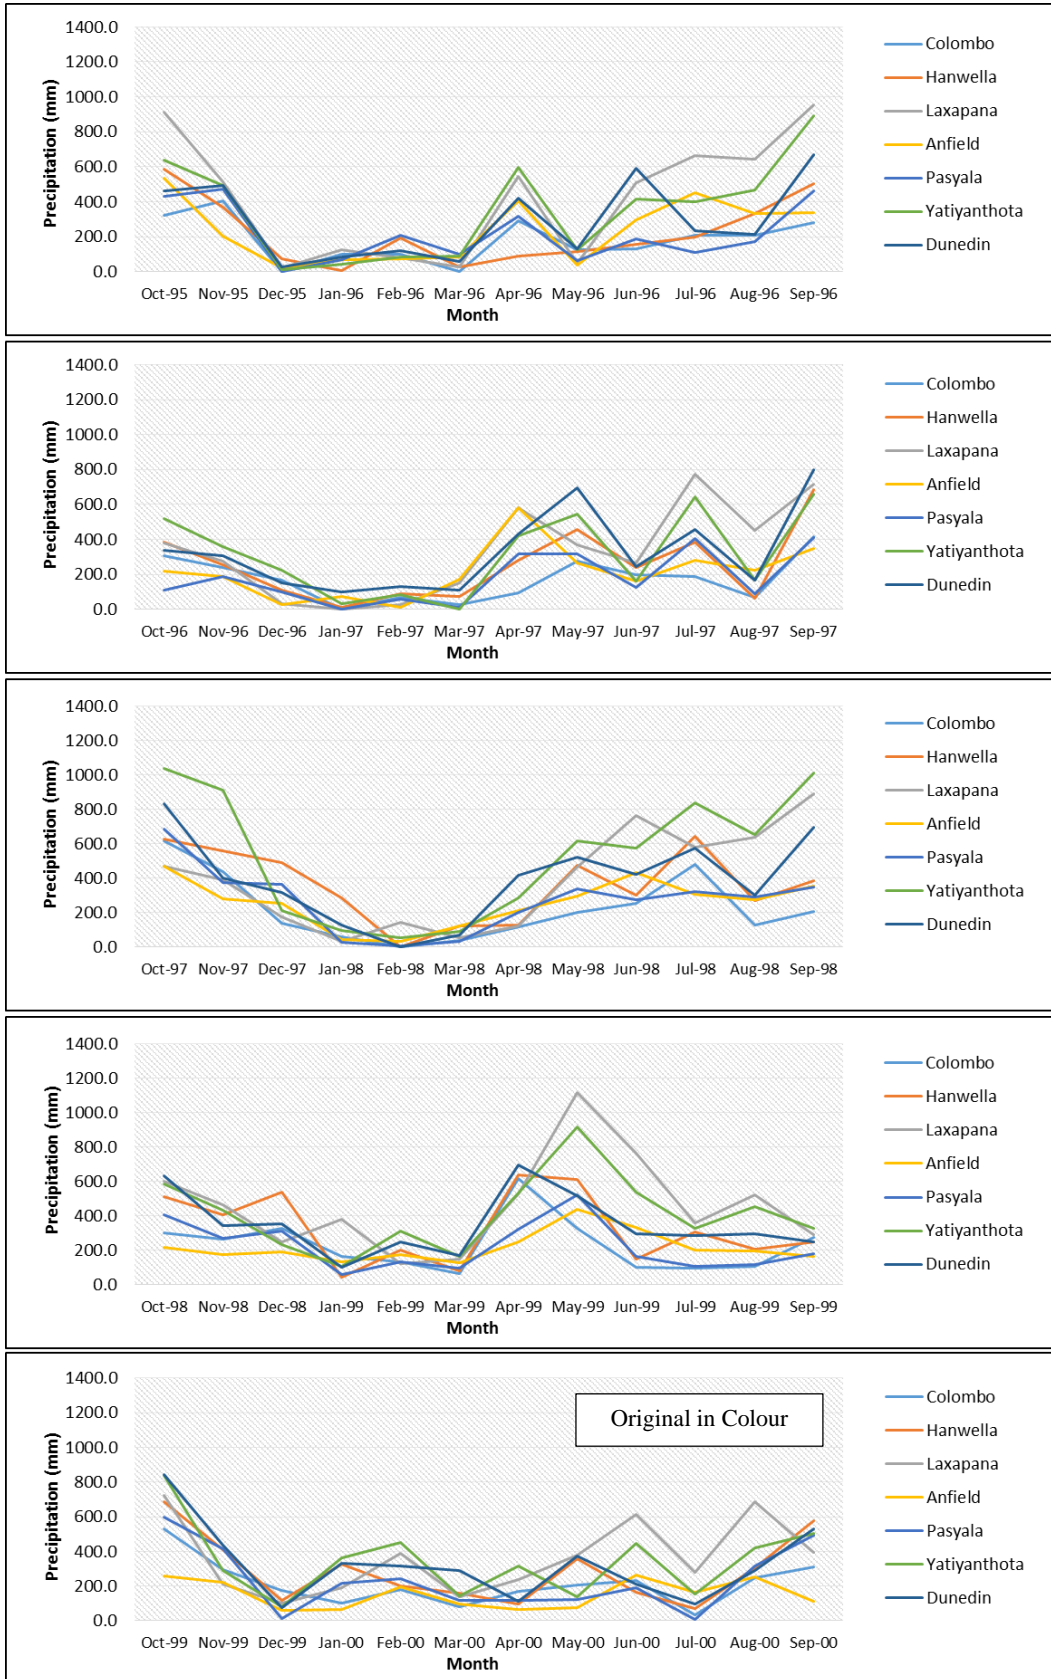 1400.0
1200.0
1000.0
800.0
600.0
400.0
200.0
0.0
Precipitation (mm)
Oct-95 Nov-95 Dec-95 Jan-96 Feb-96 Mar-96 Apr-96 May-96 Jun-96 Jul-96 Aug-96 Sep-96
Month
Colombo
Hanwella
Laxapana
Anfield
Pasyala
Yatiyanthota
Dunedin
1400.0
1200.0
1000.0
800.0
600.0
400.0
200.0
0.0
Precipitation (mm)
Oct-96 Nov-96 Dec-96 Jan-97 Feb-97 Mar-97 Apr-97 May-97 Jun-97 Jul-97 Aug-97 Sep-97
Month
Colombo
Hanwella
Laxapana
Anfield
Pasyala
Yatiyanthota
Dunedin
1400.0
1200.0
1000.0
800.0
600.0
400.0
200.0
0.0
Precipitation (mm)
Oct-97 Nov-97 Dec-97 Jan-98 Feb-98 Mar-98 Apr-98 May-98 Jun-98 Jul-98 Aug-98 Sep-98
Month
Colombo
Hanwella
Laxapana
Anfield
Pasyala
Yatiyanthota
Dunedin
1400.0
1200.0
1000.0
800.0
600.0
400.0
200.0
0.0
Precipitation (mm)
Oct-98 Nov-98 Dec-98 Jan-99 Feb-99 Mar-99 Apr-99 May-99 Jun-99 Jul-99 Aug-99 Sep-99
Month
Colombo
Hanwella
Laxapana
Anfield
Pasyala
Yatiyanthota
Dunedin
1400.0
1200.0
1000.0
800.0
600.0
400.0
200.0
0.0
Precipitation (mm)
Original in Colour
Oct-99 Nov-99 Dec-99 Jan-00 Feb-00 Mar-00 Apr-00 May-00 Jun-00 Jul-00 Aug-00 Sep-00
Month
Colombo
Hanwella
Laxapana
Anfield
Pasyala
Yatiyanthota
Dunedin